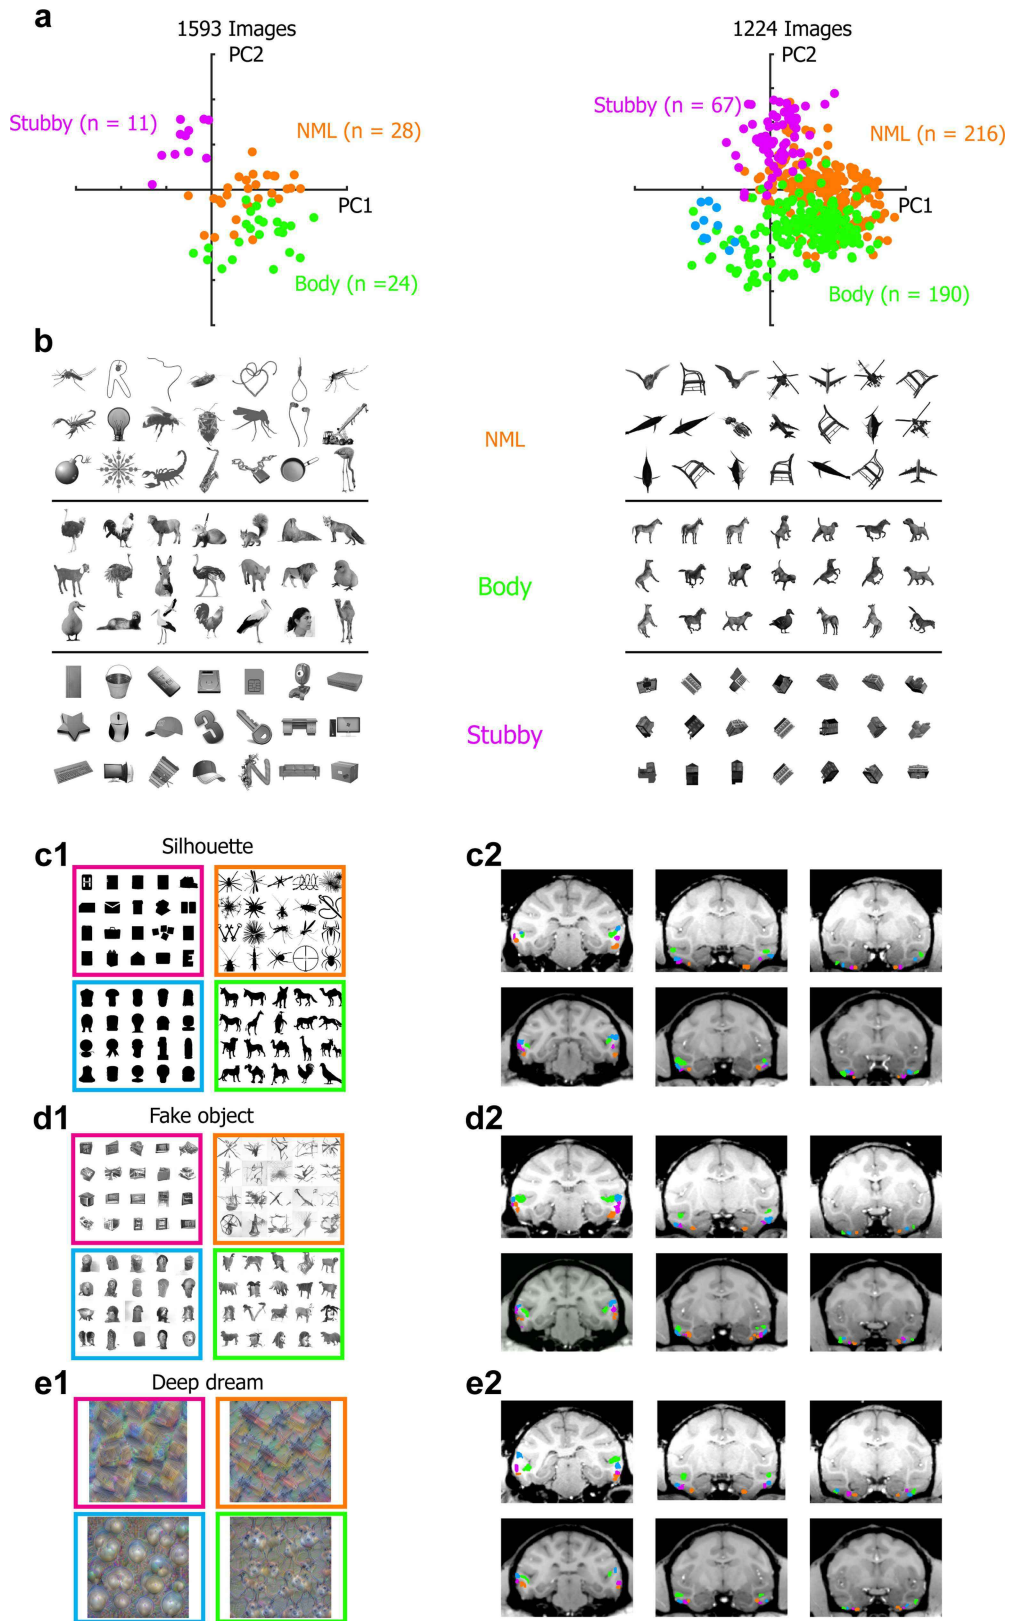 a
1593 Images
PC2
Stubby (n = 11)
NML (n = 28)
PC1
Body (n =24)
1224 Images
PC2
Stubby (n = 67)
NML (n = 216)
PC1
Body (n = 190)
b
NML
Body
Stubby
R
3
N
c1
Silhouette
c2
H
E
d1
Fake object
d2
e1
Deep dream
e2